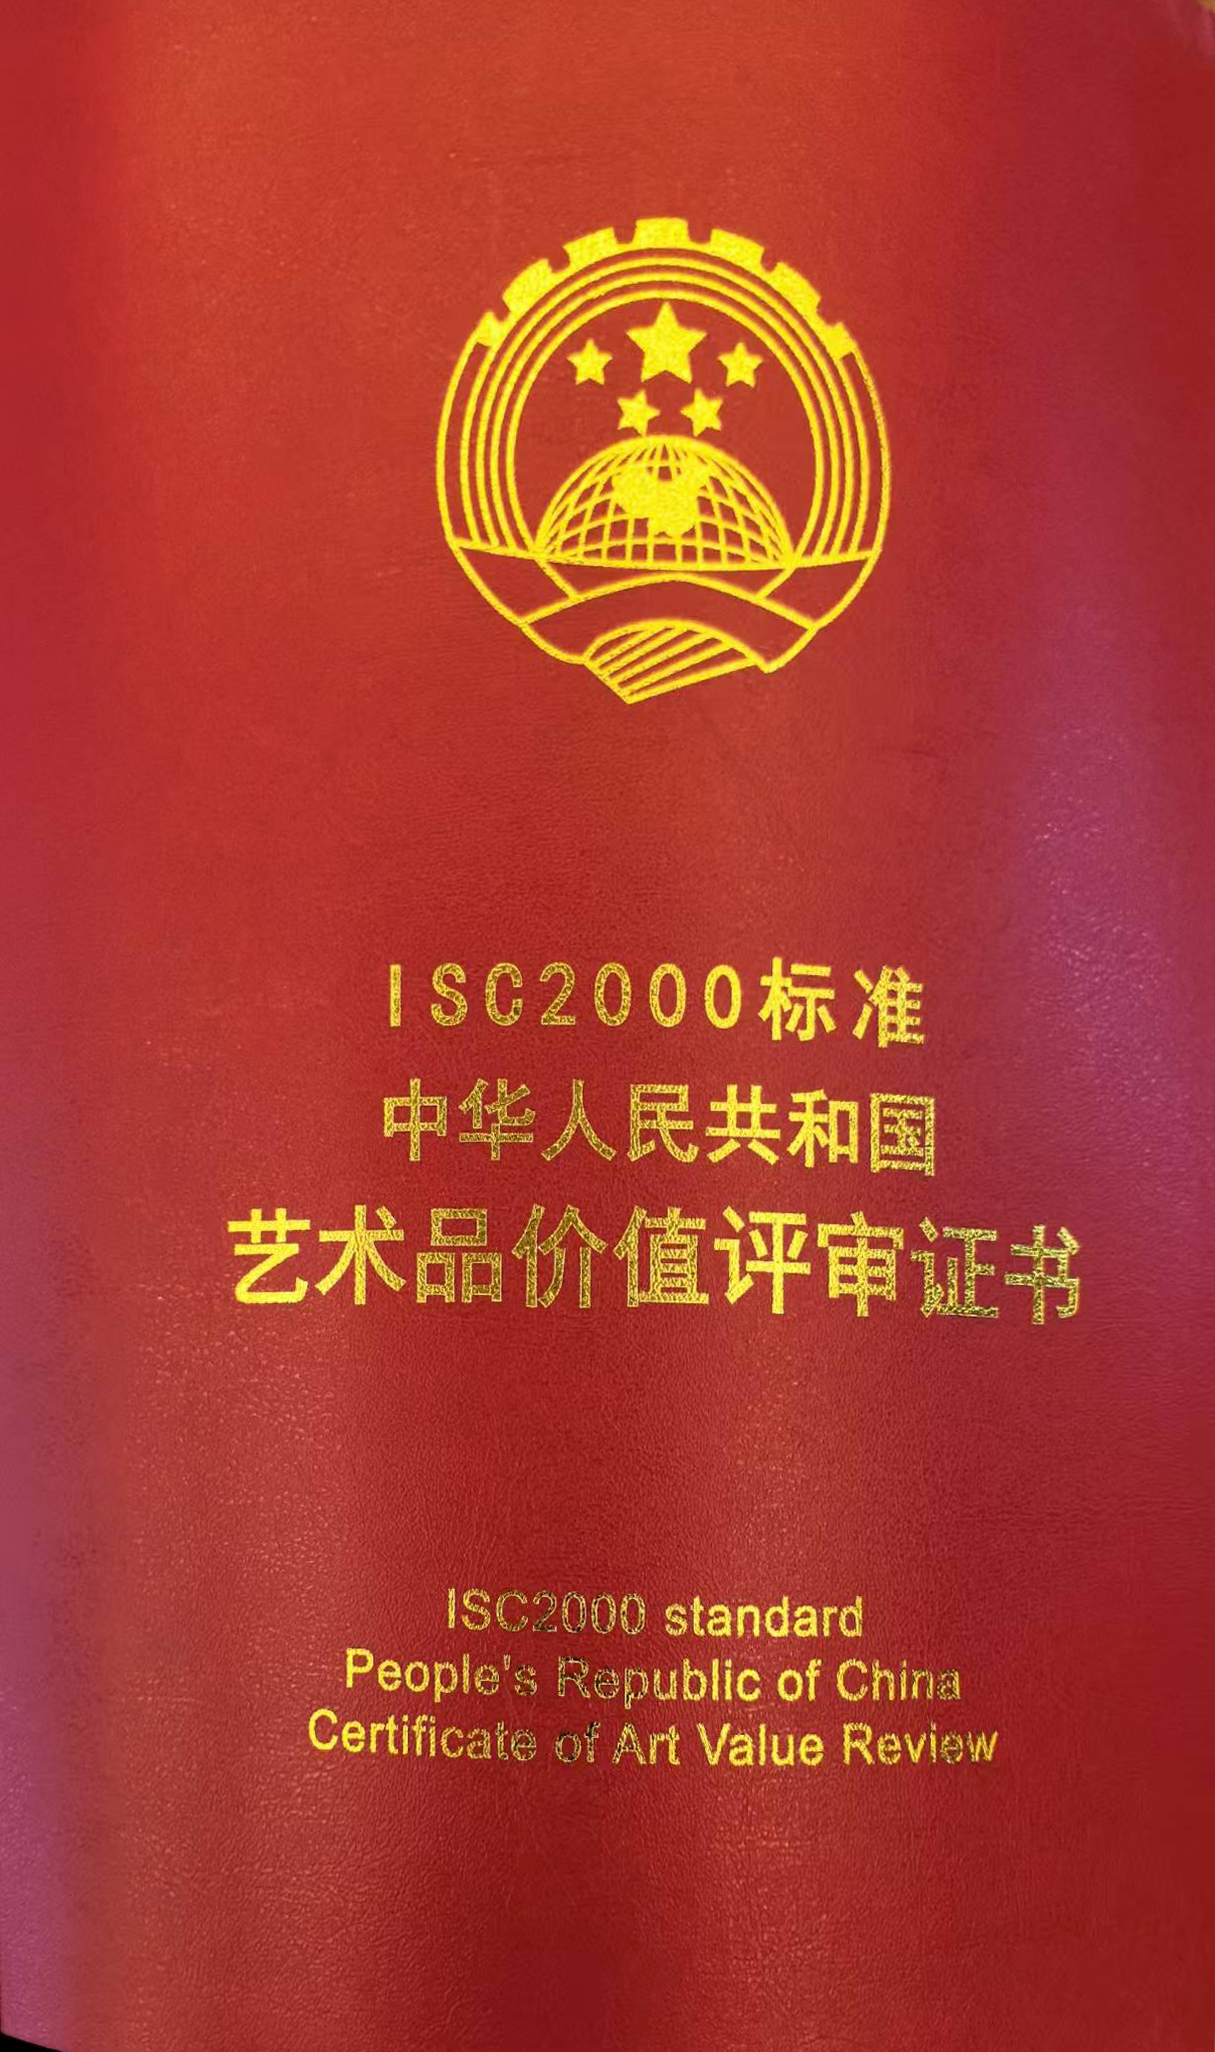 ISC2000标准
中华人民共和国
艺术品价值评审证书
ISC2000 standard
People's Republic of China
Certificate of Art Value Review